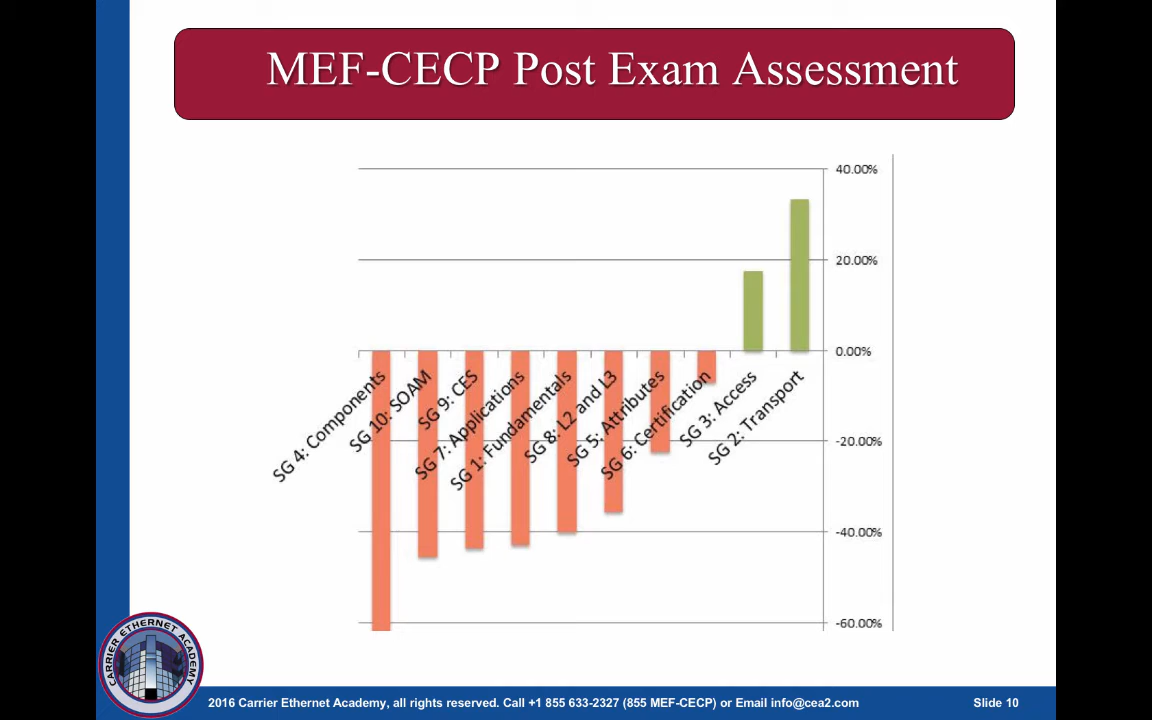 MEF-CECP Post Exam Assessment
40.00%
20.00%
0.00%
-20.00%
-40.00%
-60.00%
SG 4: Components
SG 10: SOAM
SG 9: CES
SG 7: Applications
SG 1: Fundamentals
SG 8: L2 and L3
SG 5: Attributes
SG 6: Certification
SG 3: Access
SG 2: Transport
CARRIER ETHERNET ACADEMY
2016 Carrier Ethernet Academy, all rights reserved. Call +1 855 633-2327 (855 MEF-CECP) or Email info@cea2.com
Slide 10